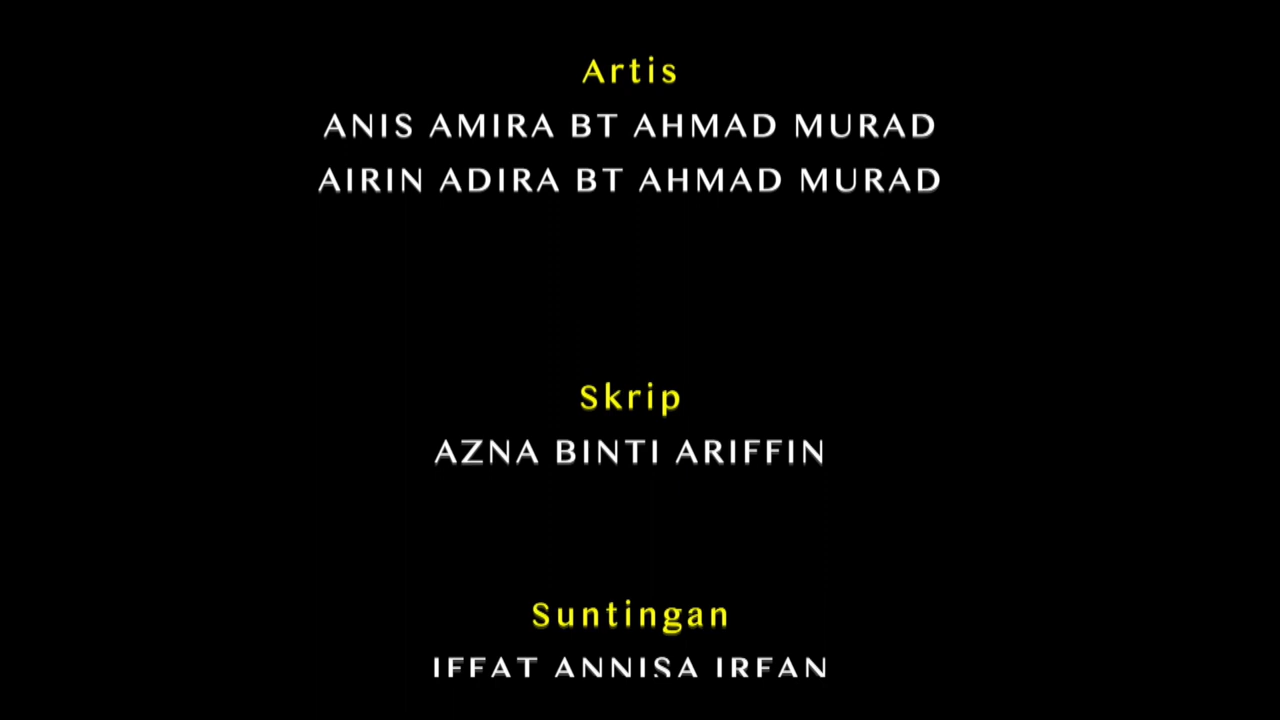 Artis
ANIS AMIRA BT AHMAD MURAD
AIRIN ADIRA BT AHMAD MURAD
Skrip
AZNA BINTI ARIFFIN
Suntingan
IFFAT ANNISA IRFAN